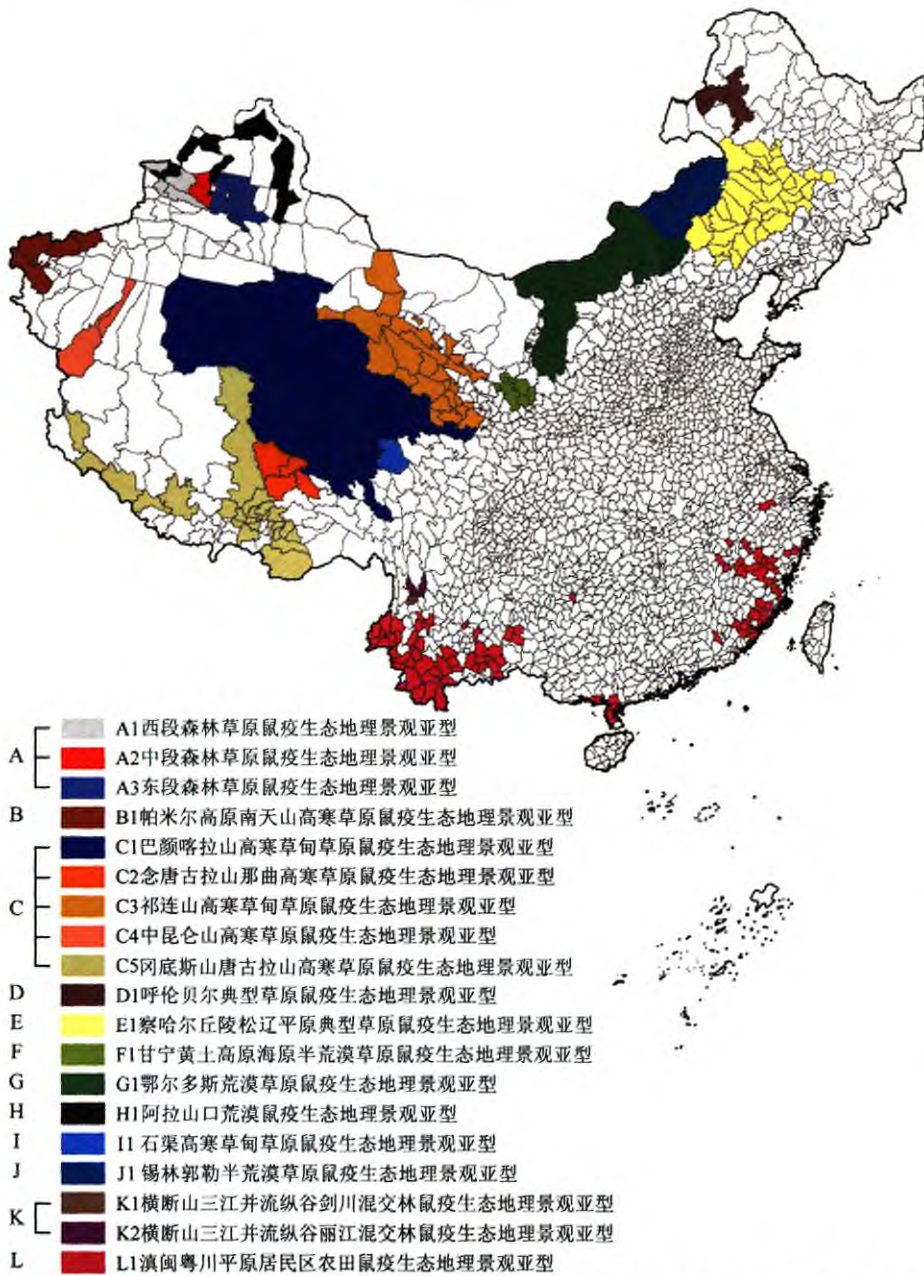 A1西段森林草原鼠疫生态地理景观亚型
A A2中段森林草原鼠疫生态地理景观亚型
A3东段森林草原鼠疫生态地理景观亚型
B B1帕米尔高原南天山高寒草原鼠疫生态地理景观亚型
C1巴颜喀拉山高寒草甸草原鼠疫生态地理景观亚型
C2念唐古拉山那曲高寒草原鼠疫生态地理景观亚型
C C3祁连山高寒草甸草原鼠疫生态地理景观亚型
C4中昆仑山高寒草原鼠疫生态地理景观亚型
C5冈底斯山唐古拉山高寒草原鼠疫生态地理景观亚型
D D1呼伦贝尔典型草原鼠疫生态地理景观亚型
E E1察哈尔丘陵松辽平原典型草原鼠疫生态地理景观亚型
F F1甘宁黄土高原海原半荒漠草原鼠疫生态地理景观亚型
G G1鄂尔多斯荒漠草原鼠疫生态地理景观亚型
H H1阿拉山口荒漠鼠疫生态地理景观亚型
I I1 石渠高寒草甸草原鼠疫生态地理景观亚型
J J1 锡林郭勒半荒漠草原鼠疫生态地理景观亚型
K K1横断山三江并流纵谷剑川混交林鼠疫生态地理景观亚型
K2横断山三江并流纵谷丽江混交林鼠疫生态地理景观亚型
L L1滇闽粤川平原居民区农田鼠疫生态地理景观亚型